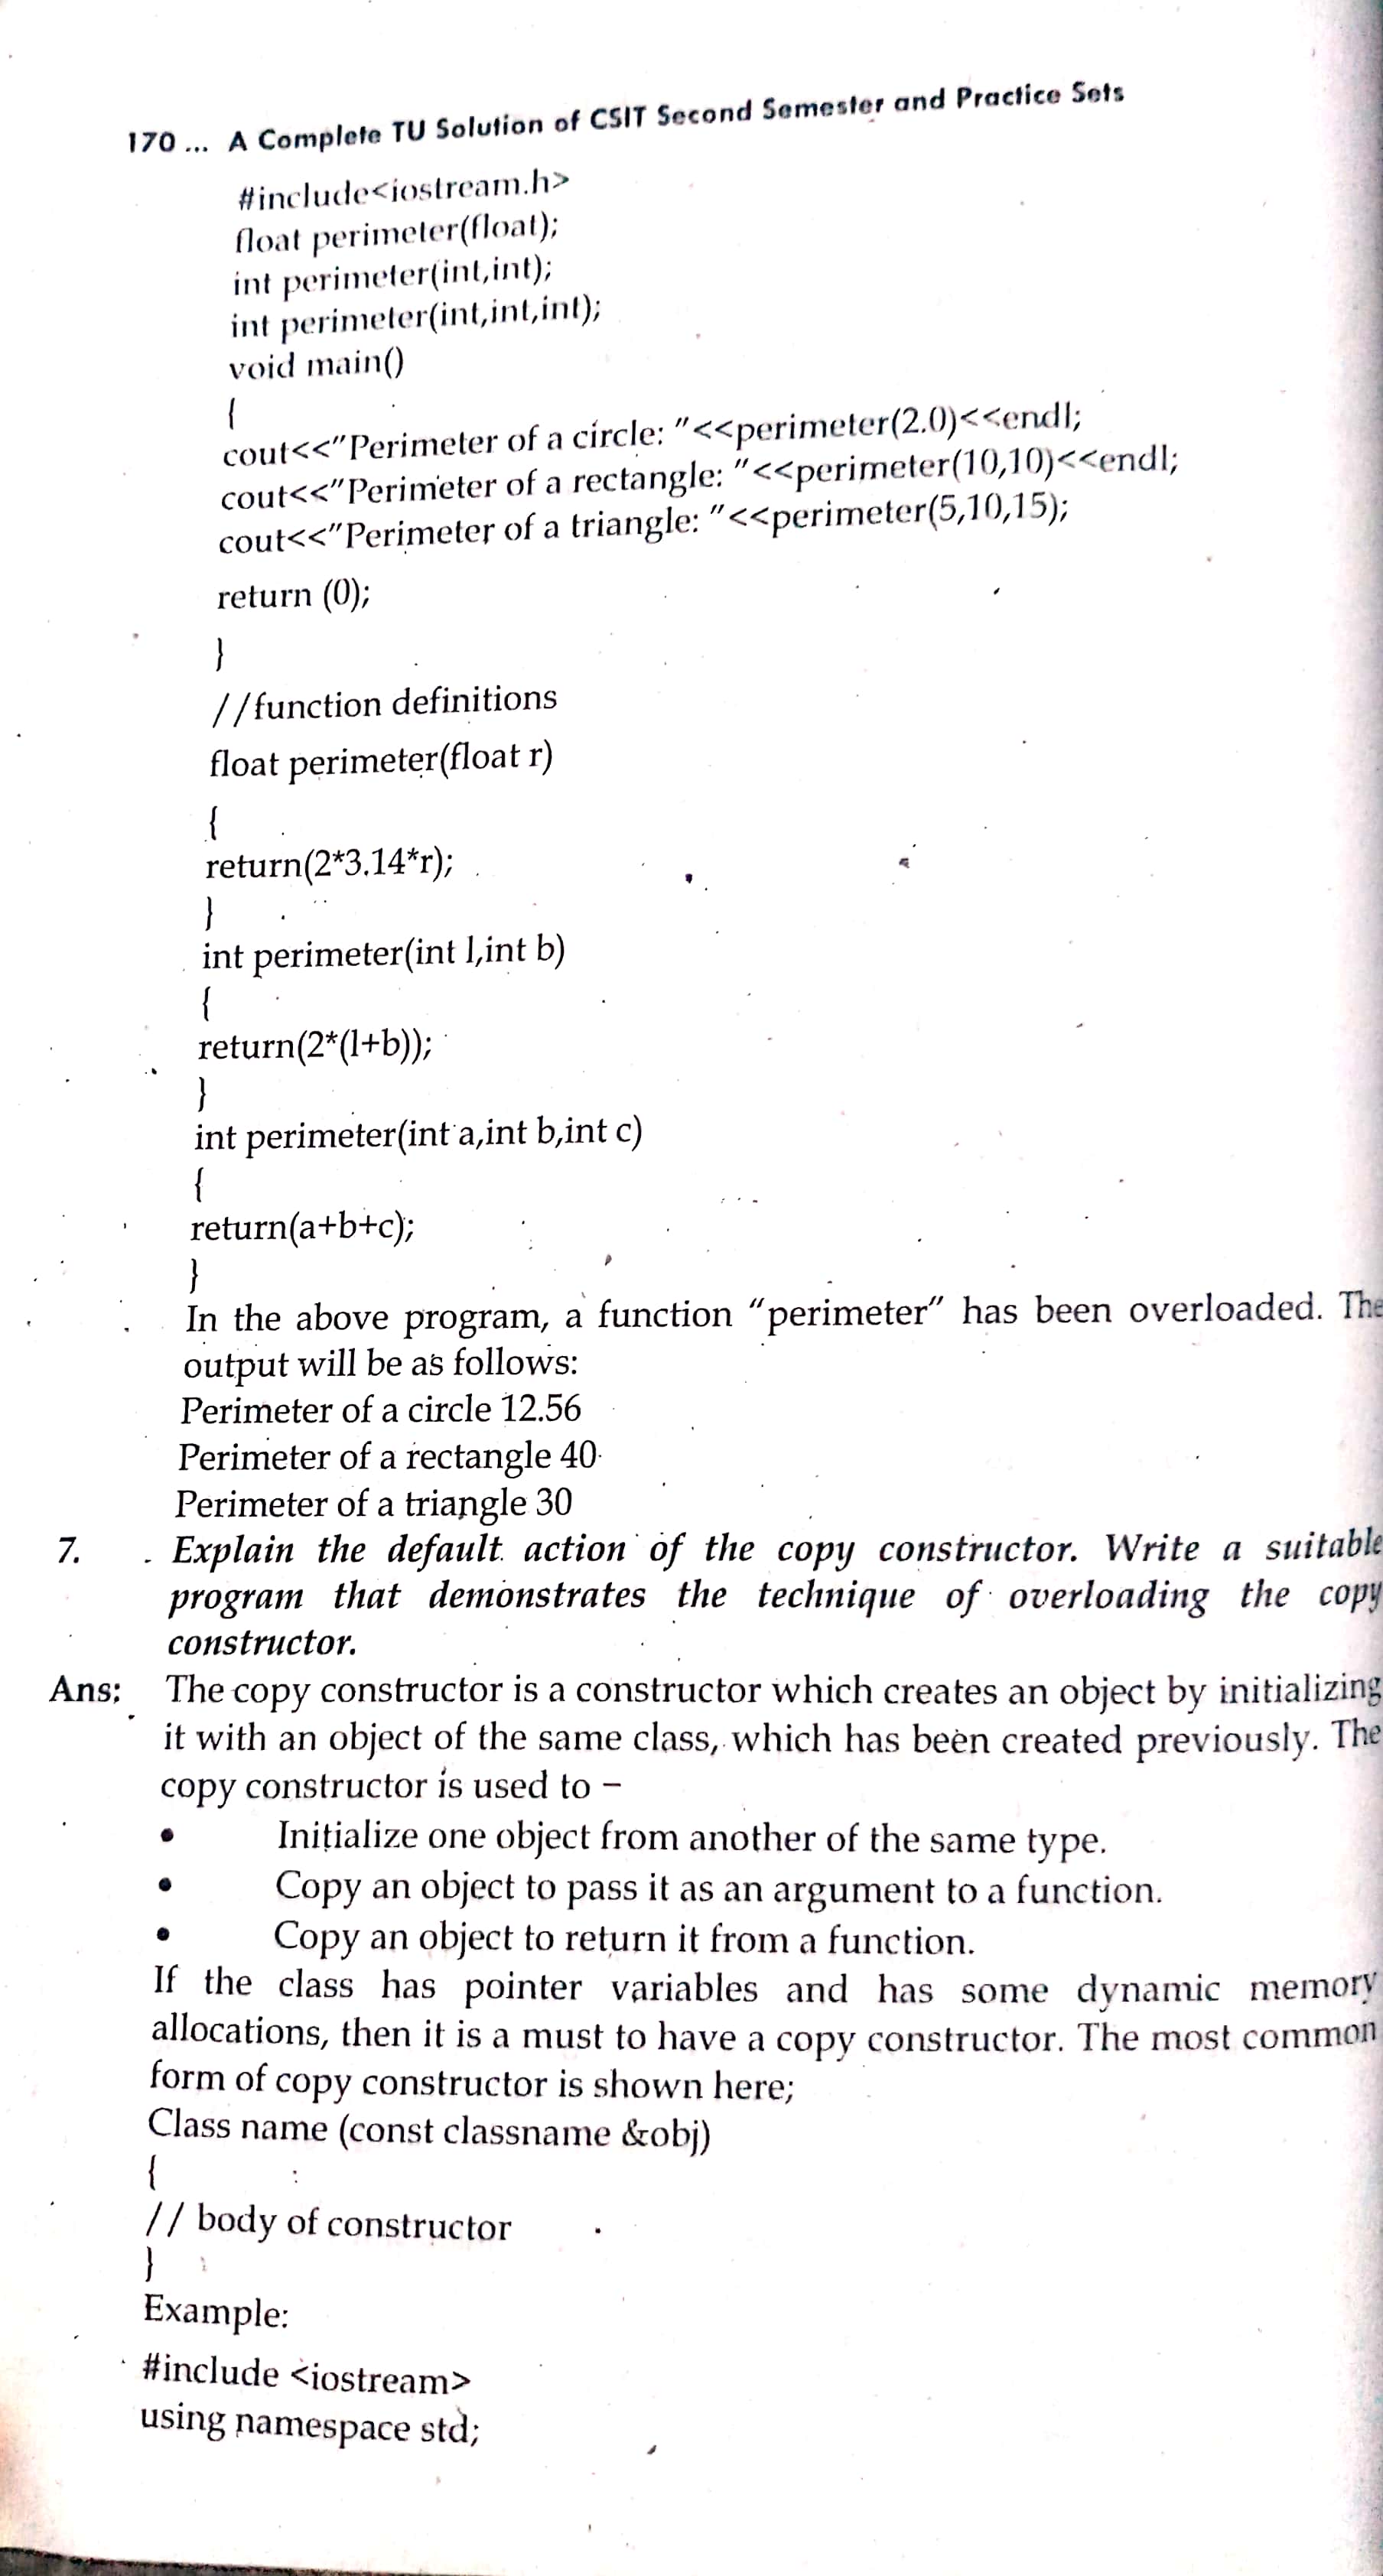 170 ... A Complete TU Solution of CSIT Second Semester and Practice Sets
#include<iostream.h>
float perimeter(float);
int perimeter(int,int);
int perimeter(int,int,int);
void main()
{
cout<<"Perimeter of a circle: "<<perimeter(2.0)<<endl;
cout<<"Perimeter of a rectangle: "<<perimeter(10,10)<<endl;
cout<<"Perimeter of a triangle: "<<perimeter(5,10,15);
return (0);
}
//function definitions
float perimeter(float r)
{
return(2*3.14*r);
}
int perimeter(int l,int b)
{
return(2*(l+b));
}
int perimeter(int a,int b,int c)
{
return(a+b+c);
}
In the above program, a function "perimeter" has been overloaded. The
output will be as follows:
Perimeter of a circle 12.56
Perimeter of a rectangle 40
Perimeter of a triangle 30
7. Explain the default action of the copy constructor. Write a suitable
program that demonstrates the technique of overloading the copy
constructor.
Ans: The copy constructor is a constructor which creates an object by initializing
it with an object of the same class, which has been created previously. The
copy constructor is used to –
• Initialize one object from another of the same type.
• Copy an object to pass it as an argument to a function.
• Copy an object to return it from a function.
If the class has pointer variables and has some dynamic memory
allocations, then it is a must to have a copy constructor. The most common
form of copy constructor is shown here;
Class name (const classname &obj)
{
// body of constructor
}
Example:
#include <iostream>
using namespace std;